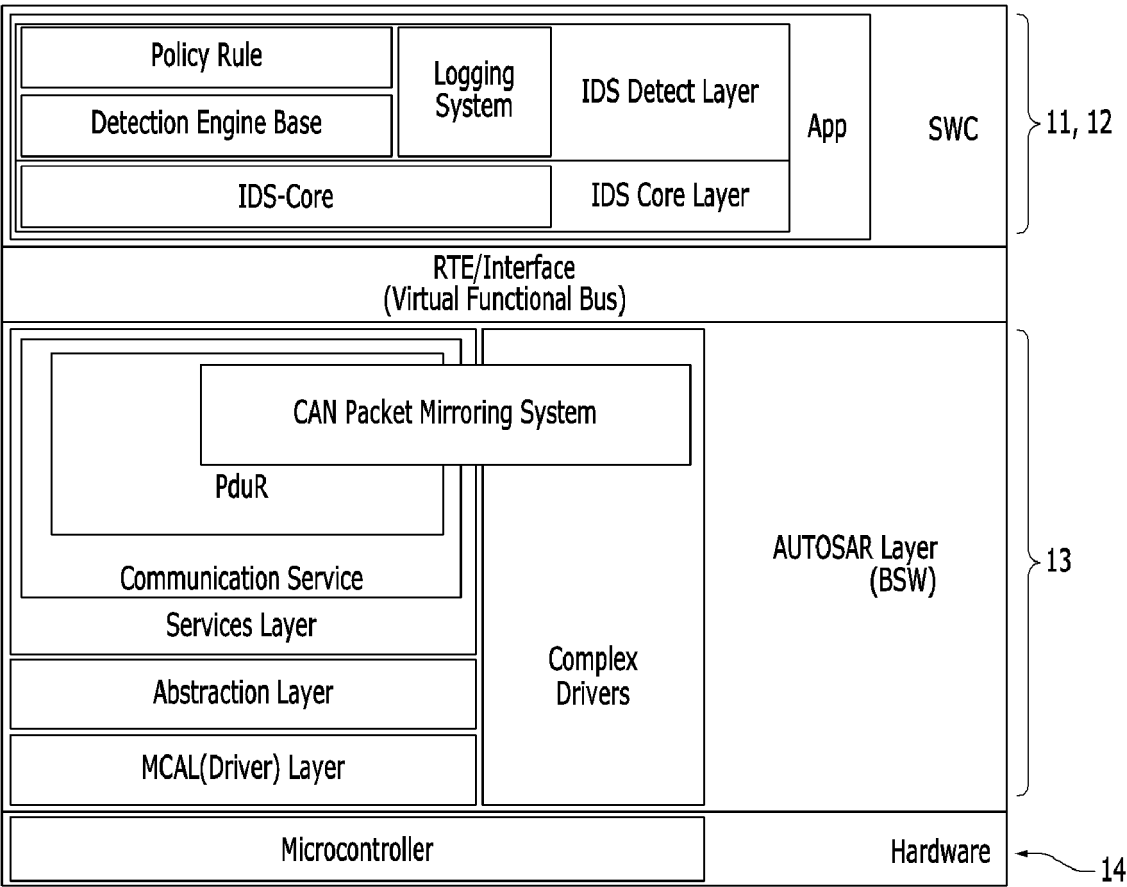 Policy Rule
Logging
System
IDS Detect Layer
Detection Engine Base
App
SWC
11, 12
IDS-Core
IDS Core Layer
RTE/Interface
(Virtual Functional Bus)
CAN Packet Mirroring System
PduR
AUTOSAR Layer
(BSW)
13
Communication Service
Services Layer
Complex
Drivers
Abstraction Layer
MCAL(Driver) Layer
Microcontroller
Hardware
14